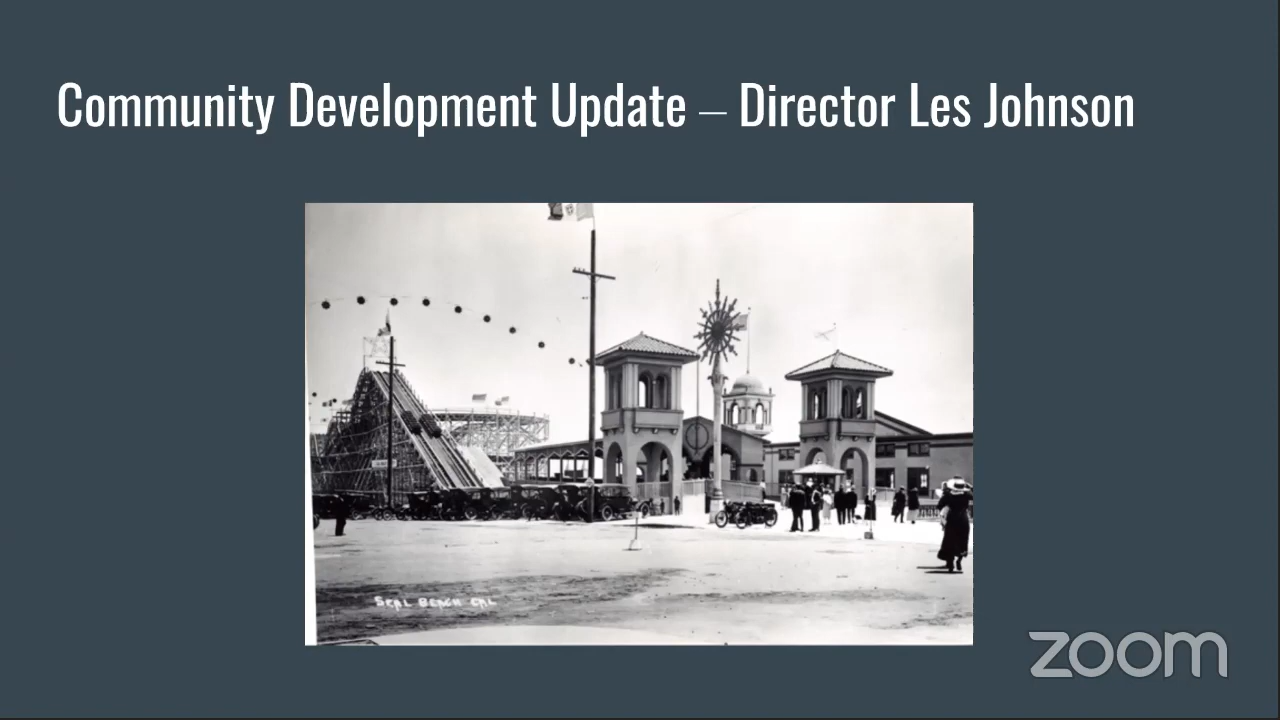 Community Development Update – Director Les Johnson
SEAL BEACH CAL
zoom